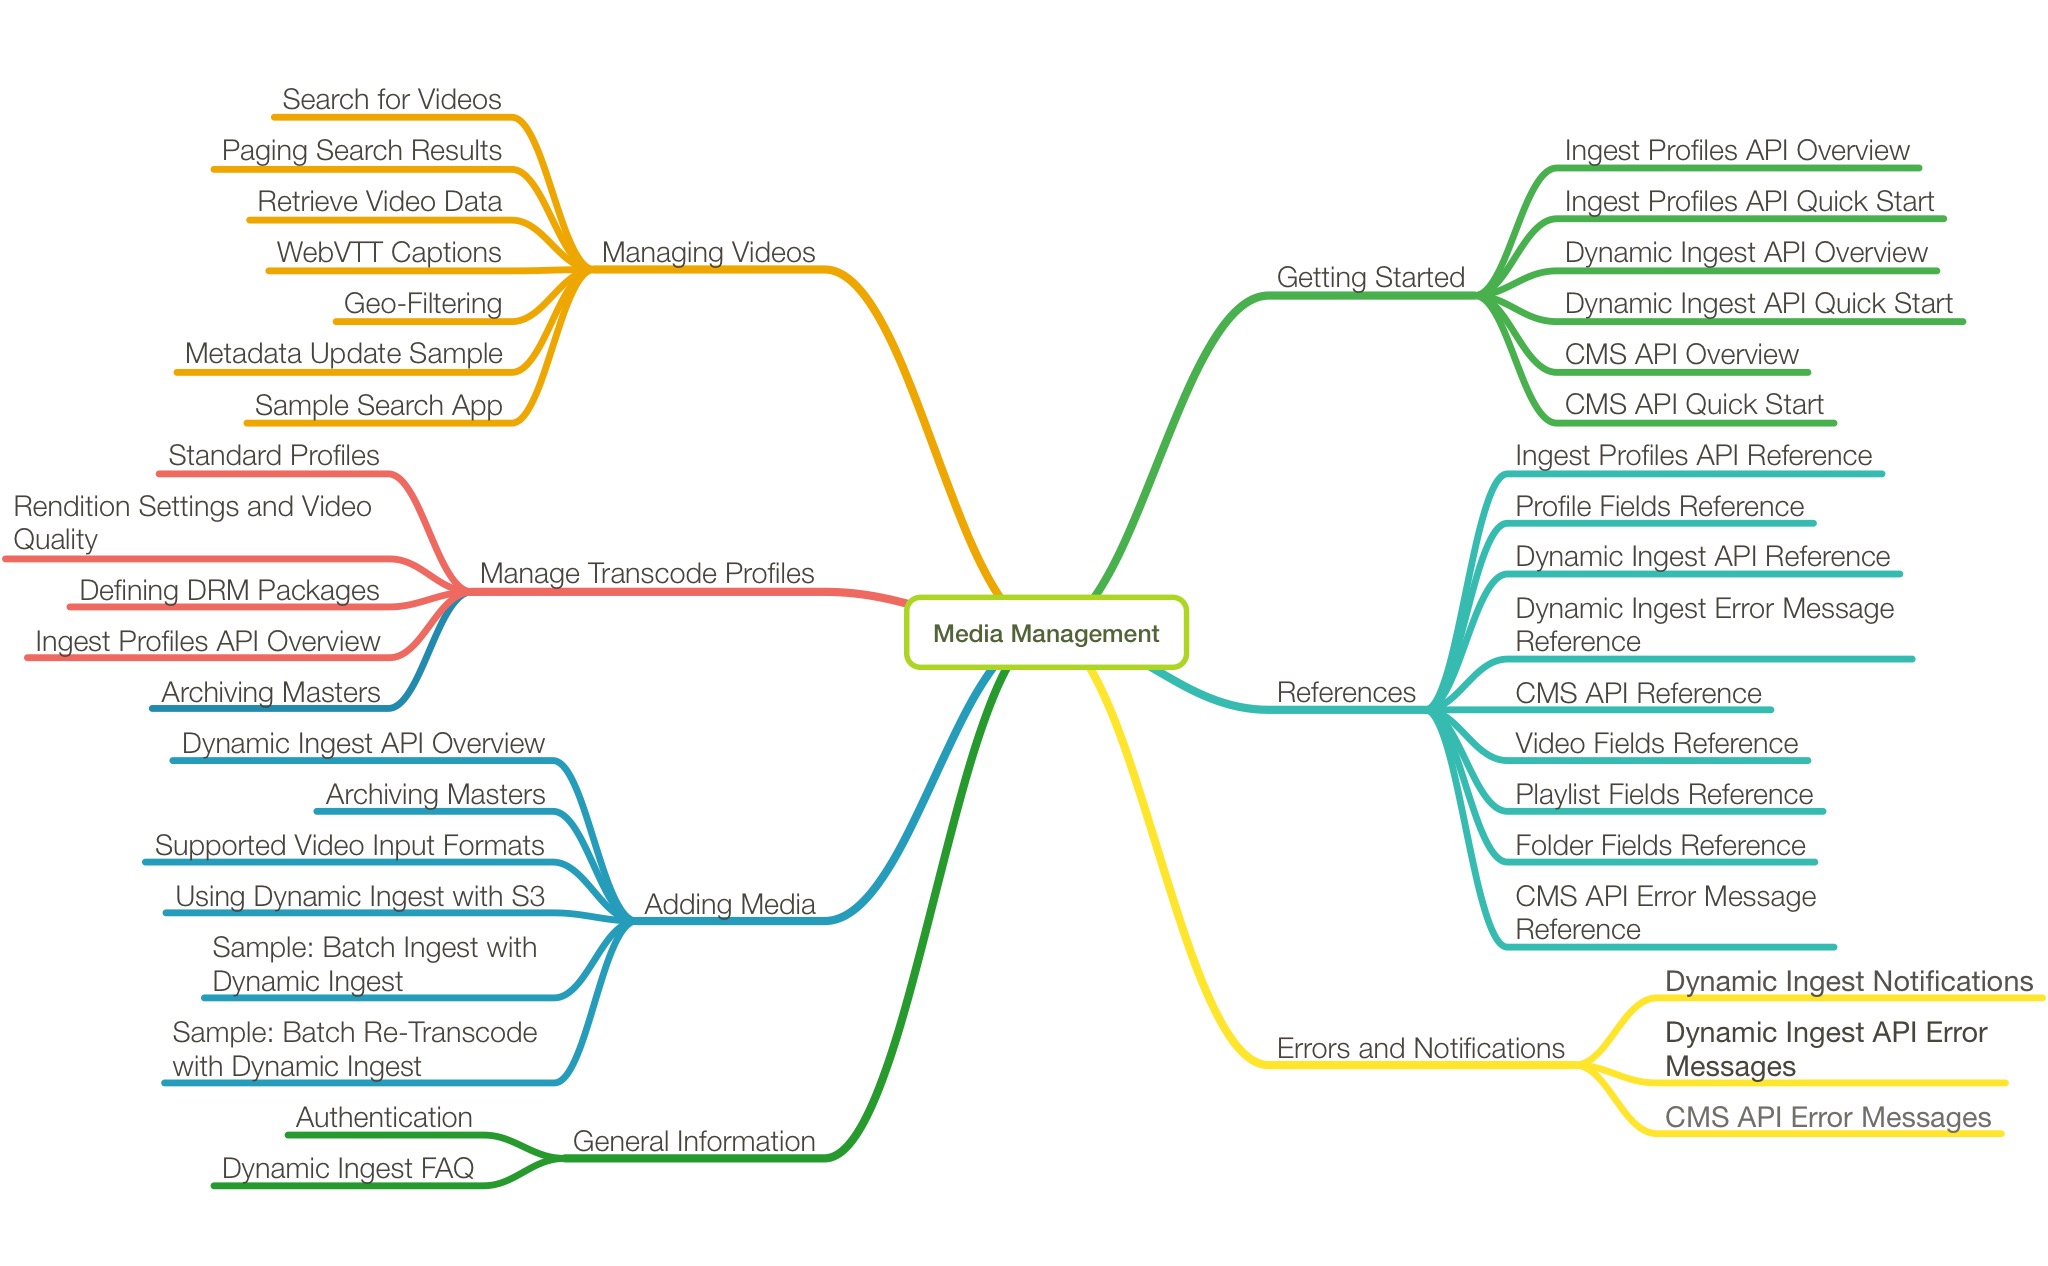 Media Management
Getting Started
Ingest Profiles API Overview
Ingest Profiles API Quick Start
Dynamic Ingest API Overview
Dynamic Ingest API Quick Start
CMS API Overview
CMS API Quick Start
References
Ingest Profiles API Reference
Profile Fields Reference
Dynamic Ingest API Reference
Dynamic Ingest Error Message
Reference
CMS API Reference
Video Fields Reference
Playlist Fields Reference
Folder Fields Reference
CMS API Error Message
Reference
Errors and Notifications
Dynamic Ingest Notifications
Dynamic Ingest API Error
Messages
CMS API Error Messages
Managing Videos
Search for Videos
Paging Search Results
Retrieve Video Data
WebVTT Captions
Geo-Filtering
Metadata Update Sample
Sample Search App
Manage Transcode Profiles
Standard Profiles
Rendition Settings and Video
Quality
Defining DRM Packages
Ingest Profiles API Overview
Archiving Masters
Adding Media
Dynamic Ingest API Overview
Archiving Masters
Supported Video Input Formats
Using Dynamic Ingest with S3
Sample: Batch Ingest with
Dynamic Ingest
Sample: Batch Re-Transcode
with Dynamic Ingest
General Information
Authentication
Dynamic Ingest FAQ